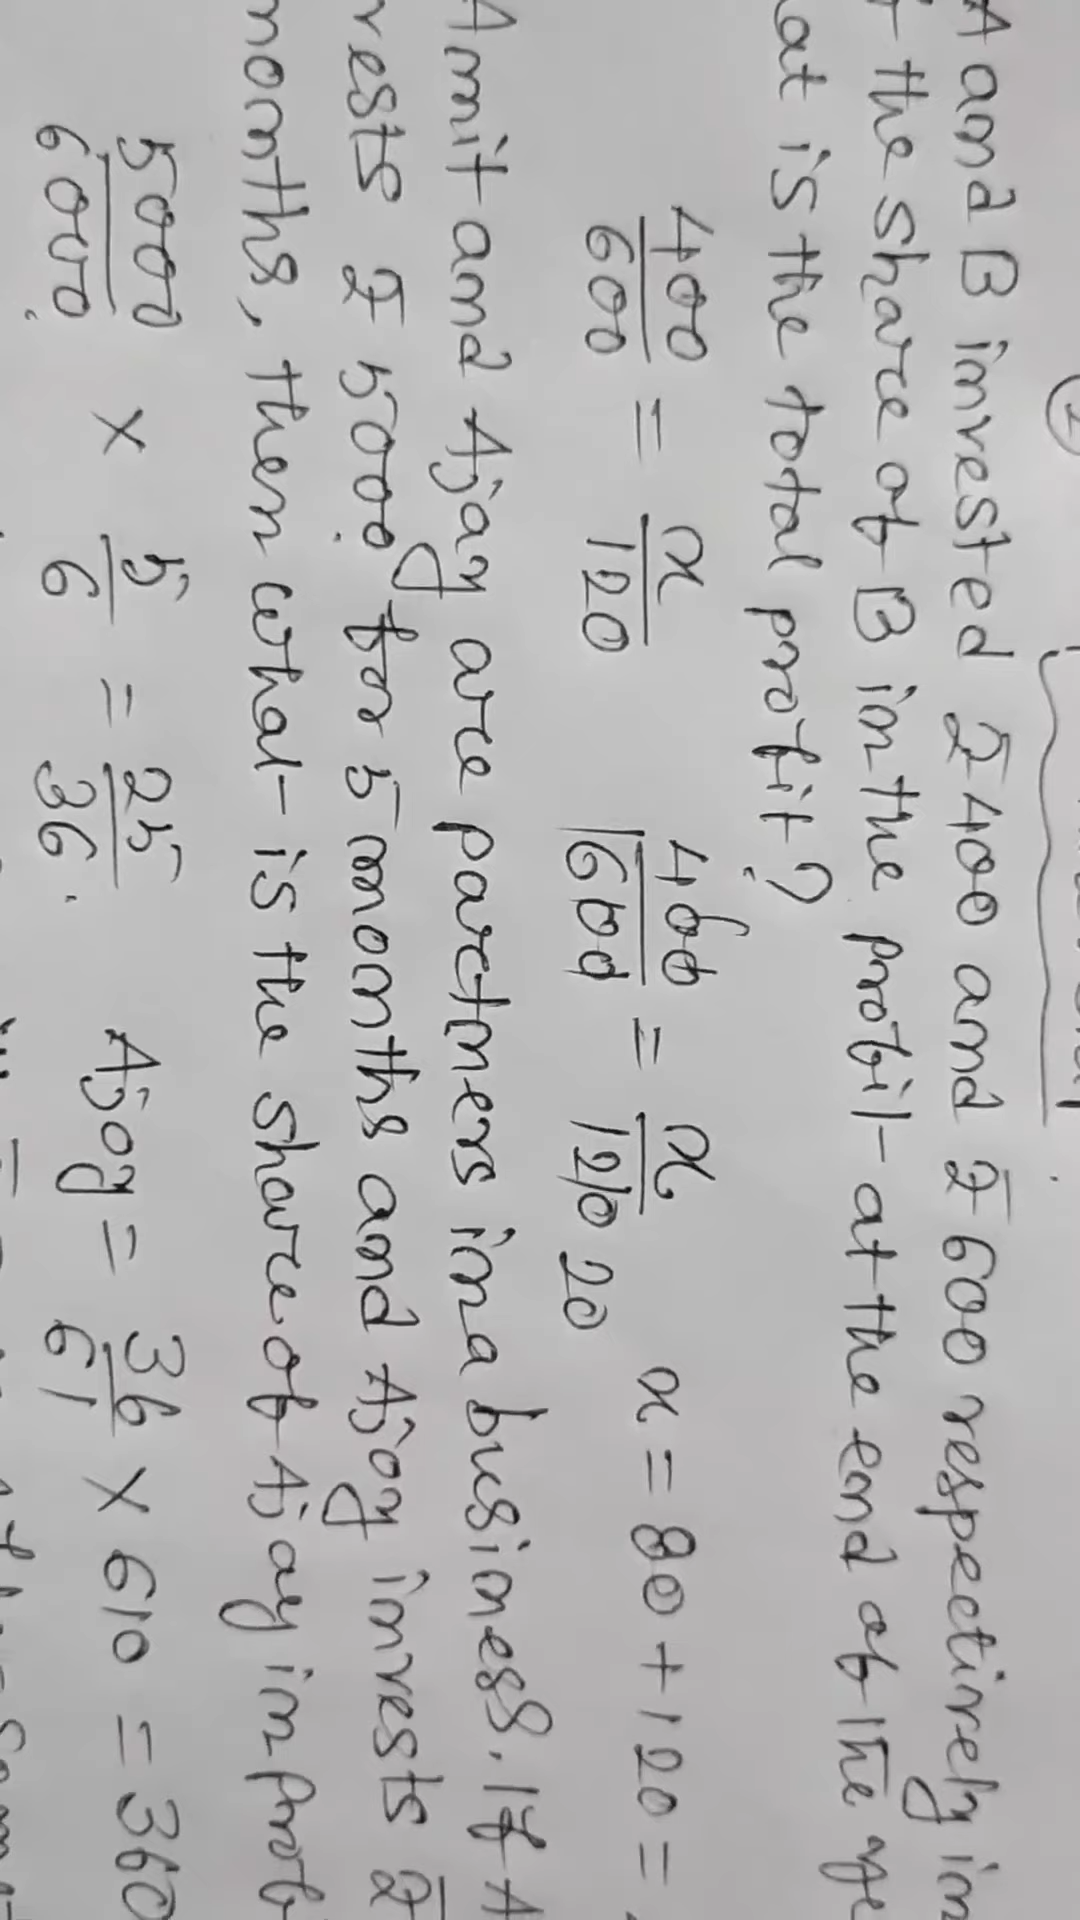 A and B invested ₹ 400 and ₹ 600 respectively in
the share of B in the profit at the end of the ye
at is the total profit?
400/600 = x/120 400/600 = x/120 20 x = 80 + 120 =
Amit and Ajay are partners in a business. If A
vests ₹ 5000 for 5 months and Ajay invests ₹
months, then what is the share of Ajay in prof
5000/6000 × 5/6 = 25/36. Ajay = 36/61 × 610 = 360